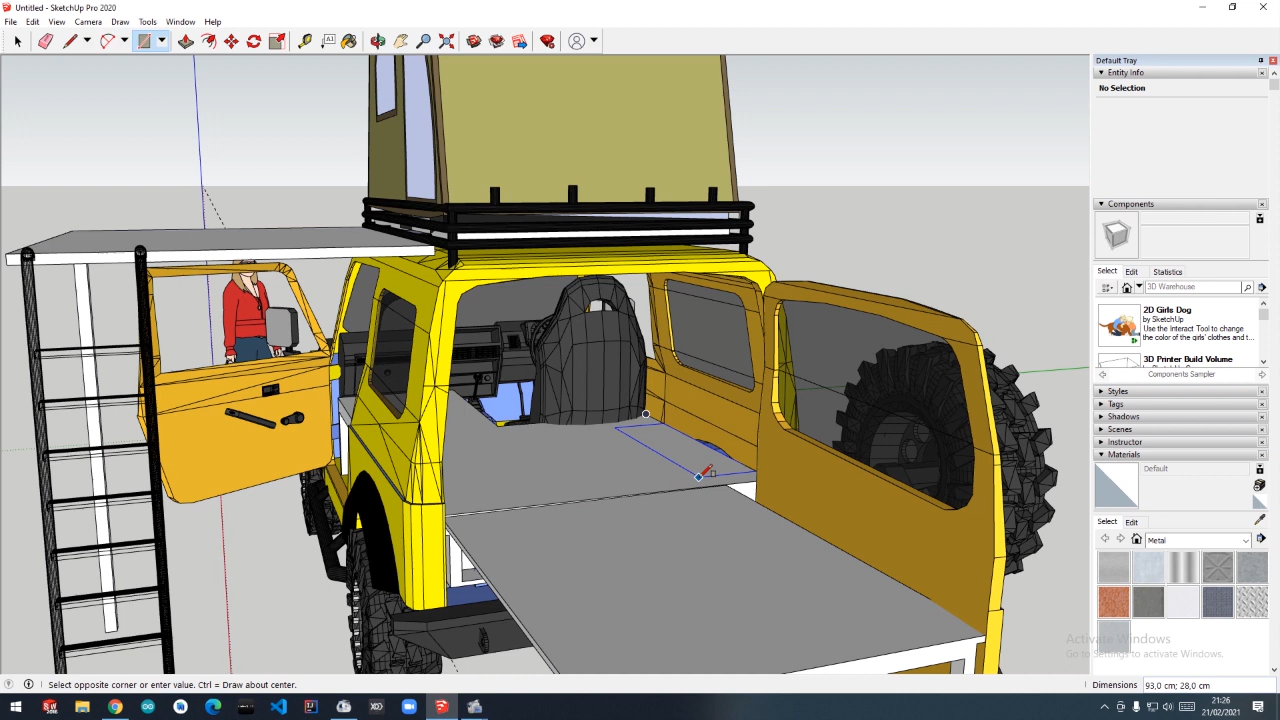 Untitled - SketchUp Pro 2020
File Edit View Camera Draw Tools Window Help
Default Tray
Entity Info
No Selection
Components
Select Edit Statistics
3D Warehouse
2D Girls Dog
by SketchUp
Use the Interact Tool to change
the color of the girls' clothes and t...
3D Printer Build Volume
Components Sampler
Styles
Tags
Shadows
Scenes
Instructor
Materials
Default
Select Edit
Metal
Activate Windows
Go to Settings to activate Windows.
Select opposite corner or enter value. Ctrl = Draw about center.
Dimensions 93,0 cm; 28,0 cm
21:26
21/02/2021